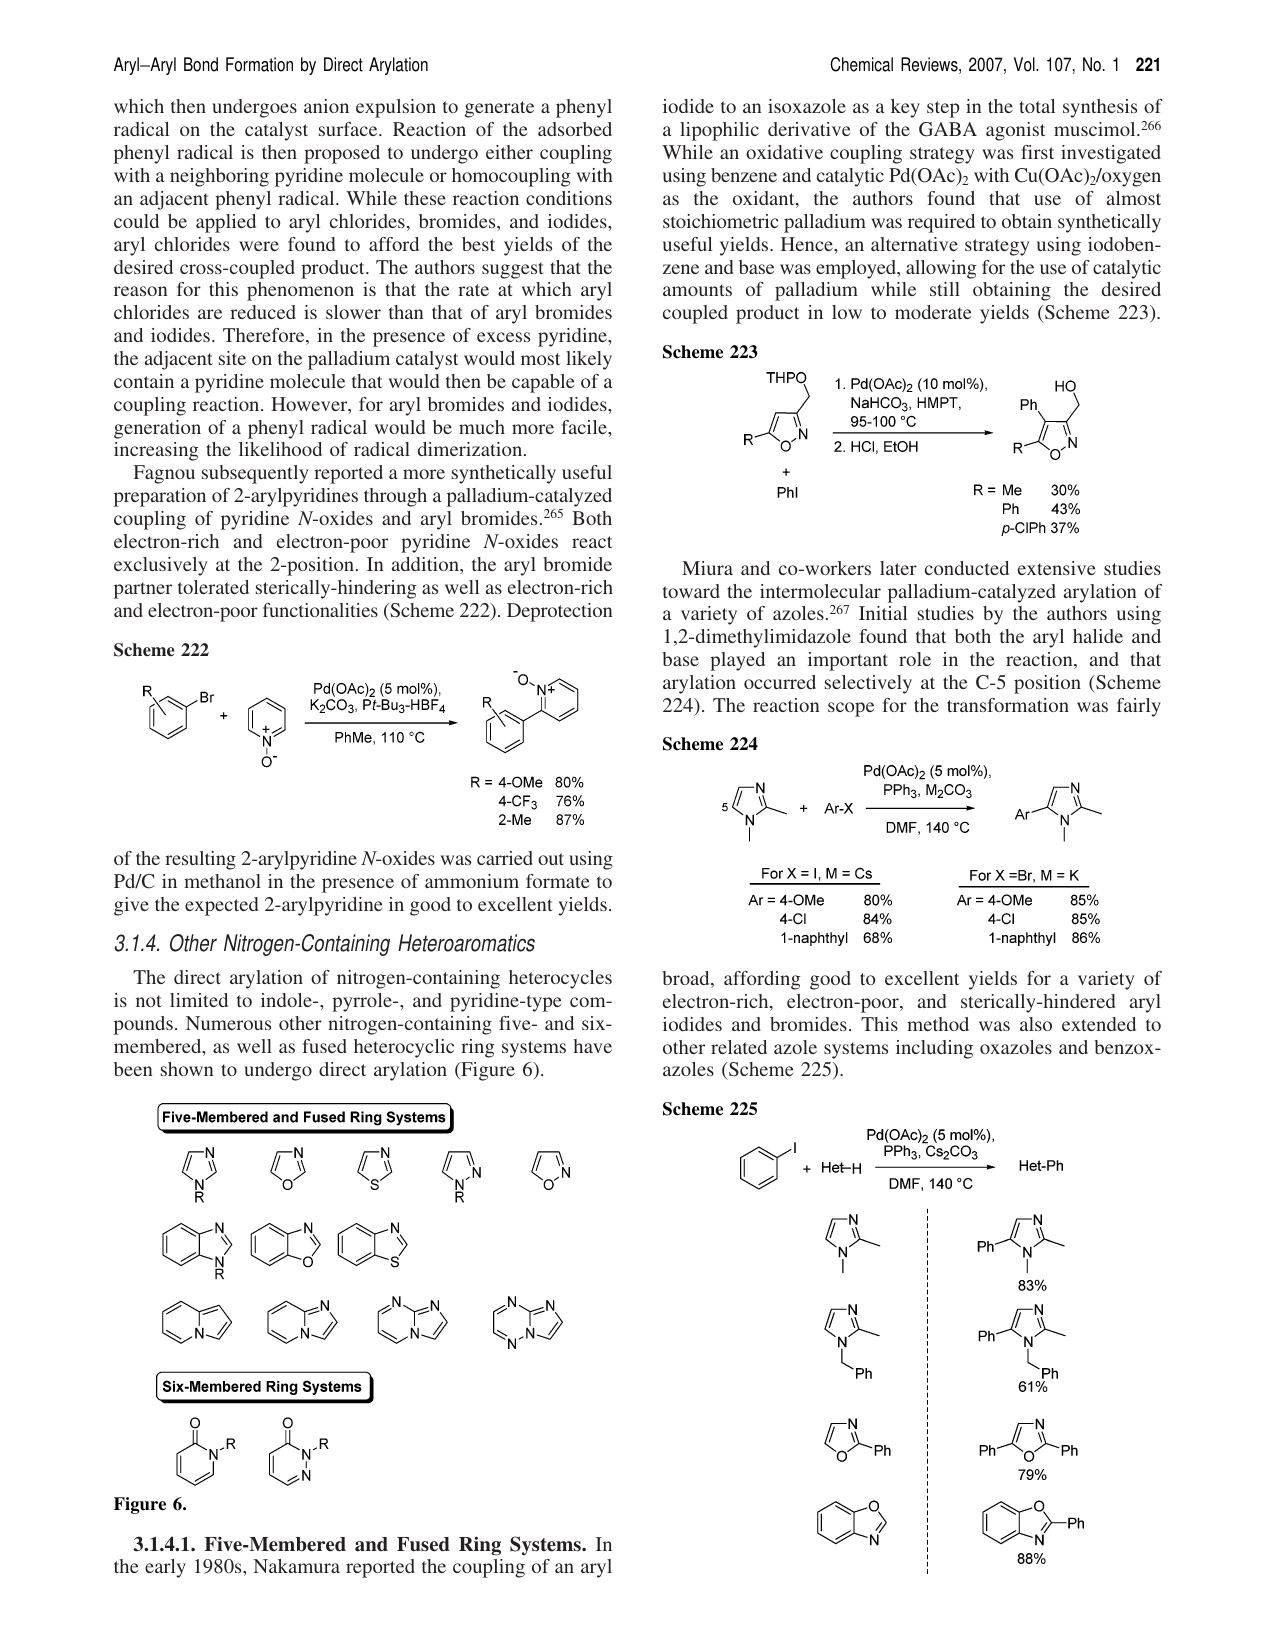 Aryl−Aryl Bond Formation by Direct Arylation
Chemical Reviews, 2007, Vol. 107, No. 1 221
which then undergoes anion expulsion to generate a phenyl
radical on the catalyst surface. Reaction of the adsorbed
phenyl radical is then proposed to undergo either coupling
with a neighboring pyridine molecule or homocoupling with
an adjacent phenyl radical. While these reaction conditions
could be applied to aryl chlorides, bromides, and iodides,
aryl chlorides were found to afford the best yields of the
desired cross-coupled product. The authors suggest that the
reason for this phenomenon is that the rate at which aryl
chlorides are reduced is slower than that of aryl bromides
and iodides. Therefore, in the presence of excess pyridine,
the adjacent site on the palladium catalyst would most likely
contain a pyridine molecule that would then be capable of a
coupling reaction. However, for aryl bromides and iodides,
generation of a phenyl radical would be much more facile,
increasing the likelihood of radical dimerization.
Fagnou subsequently reported a more synthetically useful
preparation of 2-arylpyridines through a palladium-catalyzed
coupling of pyridine N-oxides and aryl bromides.265 Both
electron-rich and electron-poor pyridine N-oxides react
exclusively at the 2-position. In addition, the aryl bromide
partner tolerated sterically-hindering as well as electron-rich
and electron-poor functionalities (Scheme 222). Deprotection
Scheme 222
R
Br
+
N
+
O-
Pd(OAc)2 (5 mol%),
K2CO3, Pt-Bu3-HBF4
PhMe, 110 °C
-O
N+
R
R = 4-OMe 80%
4-CF3 76%
2-Me 87%
of the resulting 2-arylpyridine N-oxides was carried out using
Pd/C in methanol in the presence of ammonium formate to
give the expected 2-arylpyridine in good to excellent yields.
3.1.4. Other Nitrogen-Containing Heteroaromatics
The direct arylation of nitrogen-containing heterocycles
is not limited to indole-, pyrrole-, and pyridine-type com-
pounds. Numerous other nitrogen-containing five- and six-
membered, as well as fused heterocyclic ring systems have
been shown to undergo direct arylation (Figure 6).
Five-Membered and Fused Ring Systems
N N N N N
N O S N O
R R
N N N
N O S
R
N N N N N
N N N N N
Six-Membered Ring Systems
O O
N R N R
N
Figure 6.
3.1.4.1. Five-Membered and Fused Ring Systems. In
the early 1980s, Nakamura reported the coupling of an aryl
iodide to an isoxazole as a key step in the total synthesis of
a lipophilic derivative of the GABA agonist muscimol.266
While an oxidative coupling strategy was first investigated
using benzene and catalytic Pd(OAc)2 with Cu(OAc)2/oxygen
as the oxidant, the authors found that use of almost
stoichiometric palladium was required to obtain synthetically
useful yields. Hence, an alternative strategy using iodoben-
zene and base was employed, allowing for the use of catalytic
amounts of palladium while still obtaining the desired
coupled product in low to moderate yields (Scheme 223).
Scheme 223
THPO
R
O N
+
PhI
1. Pd(OAc)2 (10 mol%),
NaHCO3, HMPT,
95-100 °C
2. HCl, EtOH
HO
Ph
R
O N
R = Me 30%
Ph 43%
p-ClPh 37%
Miura and co-workers later conducted extensive studies
toward the intermolecular palladium-catalyzed arylation of
a variety of azoles.267 Initial studies by the authors using
1,2-dimethylimidazole found that both the aryl halide and
base played an important role in the reaction, and that
arylation occurred selectively at the C-5 position (Scheme
224). The reaction scope for the transformation was fairly
Scheme 224
5
N
N
+ Ar-X
Pd(OAc)2 (5 mol%),
PPh3, M2CO3
DMF, 140 °C
Ar
N
N
For X = I, M = Cs
Ar = 4-OMe 80%
4-Cl 84%
1-naphthyl 68%
For X =Br, M = K
Ar = 4-OMe 85%
4-Cl 85%
1-naphthyl 86%
broad, affording good to excellent yields for a variety of
electron-rich, electron-poor, and sterically-hindered aryl
iodides and bromides. This method was also extended to
other related azole systems including oxazoles and benzox-
azoles (Scheme 225).
Scheme 225
I
+ Het-H
Pd(OAc)2 (5 mol%),
PPh3, Cs2CO3
DMF, 140 °C
Het-Ph
N N
N Ph N
83%
N N
N Ph N
Ph Ph
61%
N N
O Ph Ph O Ph
79%
O O
N N Ph
88%